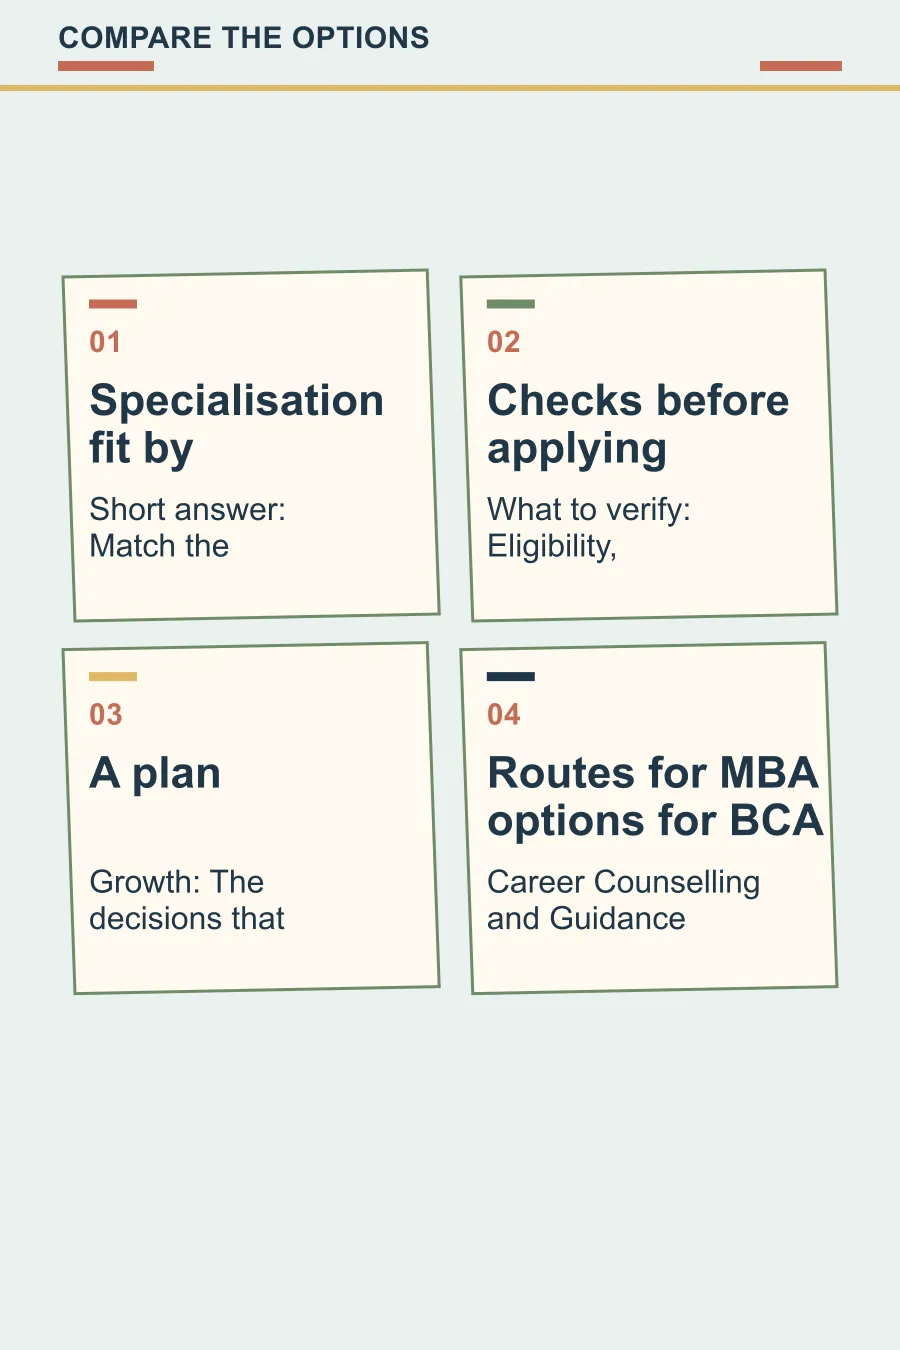 COMPARE THE OPTIONS
01
Specialisation
fit by
Short answer:
Match the
02
Checks before
applying
What to verify:
Eligibility,
03
A plan
Growth: The
decisions that
04
Routes for MBA
options for BCA
Career Counselling
and Guidance